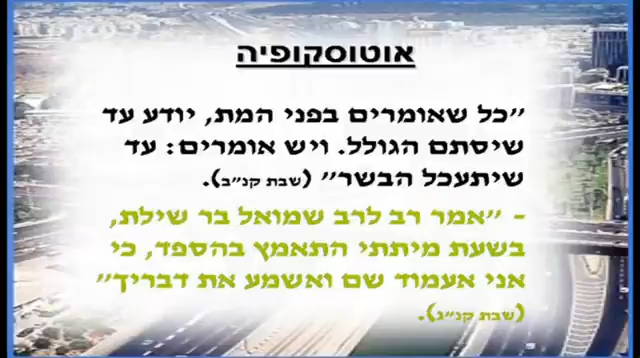 אוטוסקופיה
״כל שאומרים בפני המת, יודע עד
שיסתם הגולל. ויש אומרים: עד
שיתעכל הבשר״ (שבת קנ״ב).
- ״אמר רב לרב שמואל בר שילת,
בשעת מיתתי התאמץ בהספד, כי
אני אעמוד שם ואשמע את דבריך״
(שבת קנ״ג).